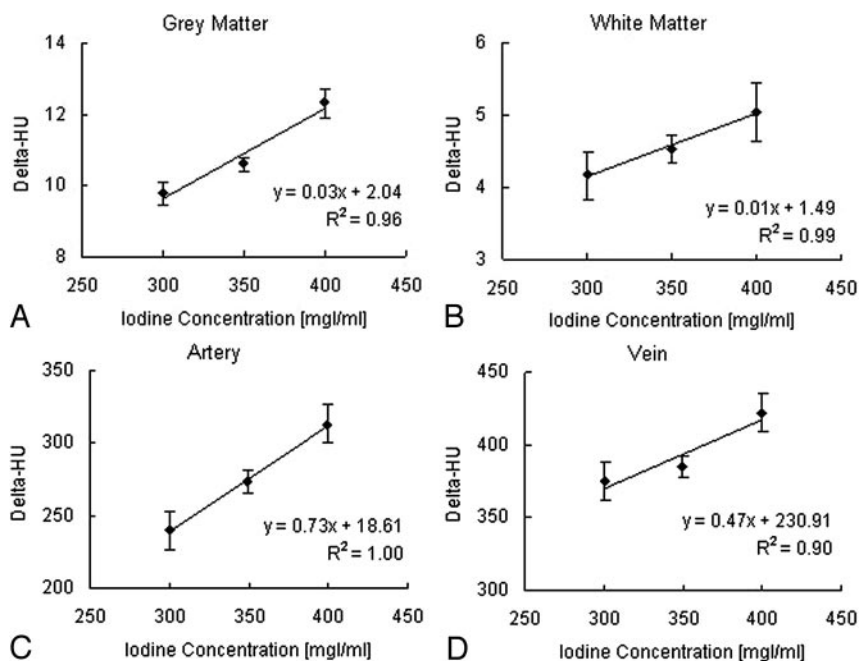 Grey Matter
14
12
10
8
Delta-HU
y = 0.03x + 2.04
R² = 0.96
250 300 350 400 450
Iodine Concentration [mgI/ml]
A
White Matter
6
5
4
3
Delta-HU
y = 0.01x + 1.49
R² = 0.99
250 300 350 400 450
Iodine Concentration [mgI/ml]
B
Artery
350
300
250
200
Delta-HU
y = 0.73x + 18.61
R² = 1.00
250 300 350 400 450
Iodine Concentration [mgI/ml]
C
Vein
450
400
350
300
Delta-HU
y = 0.47x + 230.91
R² = 0.90
250 300 350 400 450
Iodine Concentration [mgI/ml]
D